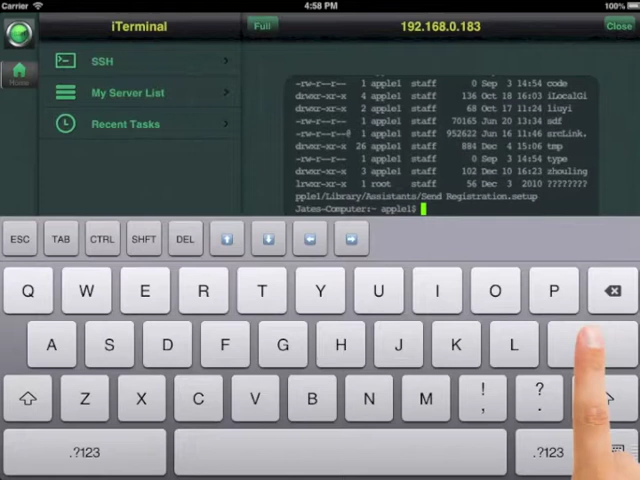 Carrier 4:58 PM 100%
iTerminal Full 192.168.0.183 Close
Home
SSH
My Server List
Recent Tasks
-rw-r--r-- 1 apple1 staff 0 Sep 3 14:54 code
drwxr-xr-x 4 apple1 staff 136 Oct 18 16:03 iLocalGi
drwxr-xr-x 2 apple1 staff 68 Oct 17 11:24 liuyi
-rw-r--r-- 1 apple1 staff 70165 Jun 20 13:34 sdf
-rw-r--r--@ 1 apple1 staff 952622 Jun 16 11:46 srcLink.
drwxr-xr-x 26 apple1 staff 884 Dec 4 15:06 tmp
-rw-r--r-- 1 apple1 staff 0 Sep 3 14:54 type
drwxr-xr-x 3 apple1 staff 102 Dec 10 16:23 zhouling
lrwxr-xr-x 1 root staff 56 Dec 3 2010 ????????
pple1/Library/Assistants/Send Registration.setup
Jates-Computer:~ apple1$
ESC TAB CTRL SHFT DEL
Q W E R T Y U I O P
A S D F G H J K L
Z X C V B N M ! , ? .
.?123 .?123